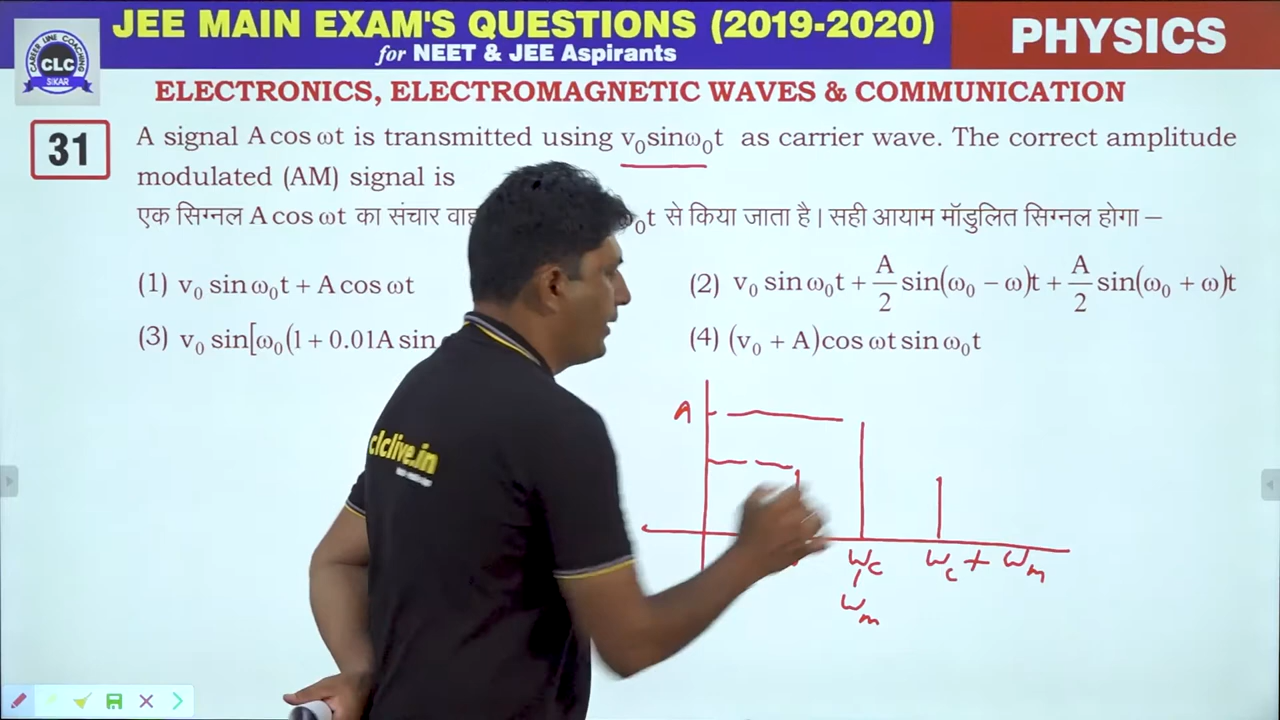 JEE MAIN EXAM'S QUESTIONS (2019-2020)
for NEET & JEE Aspirants
PHYSICS
CAREER LINE COACHING
CLC
SIKAR
ELECTRONICS, ELECTROMAGNETIC WAVES & COMMUNICATION
31
A signal A cos ωt is transmitted using v₀sinω₀t as carrier wave. The correct amplitude
modulated (AM) signal is
एक सिग्नल A cos ωt का संचार ω₀t से किया जाता है। सही आयाम मॉडुलित सिग्नल होगा –
(1) v₀ sin ω₀t + A cos ωt
(2) v₀ sin ω₀t + A/2 sin(ω₀ − ω)t + A/2 sin(ω₀ + ω)t
(3) v₀ sin[ω₀(1 + 0.01A sin
(4) (v₀ + A)cos ωt sin ω₀t
A
ωc
ωc + ωm
ωm
clclive.in